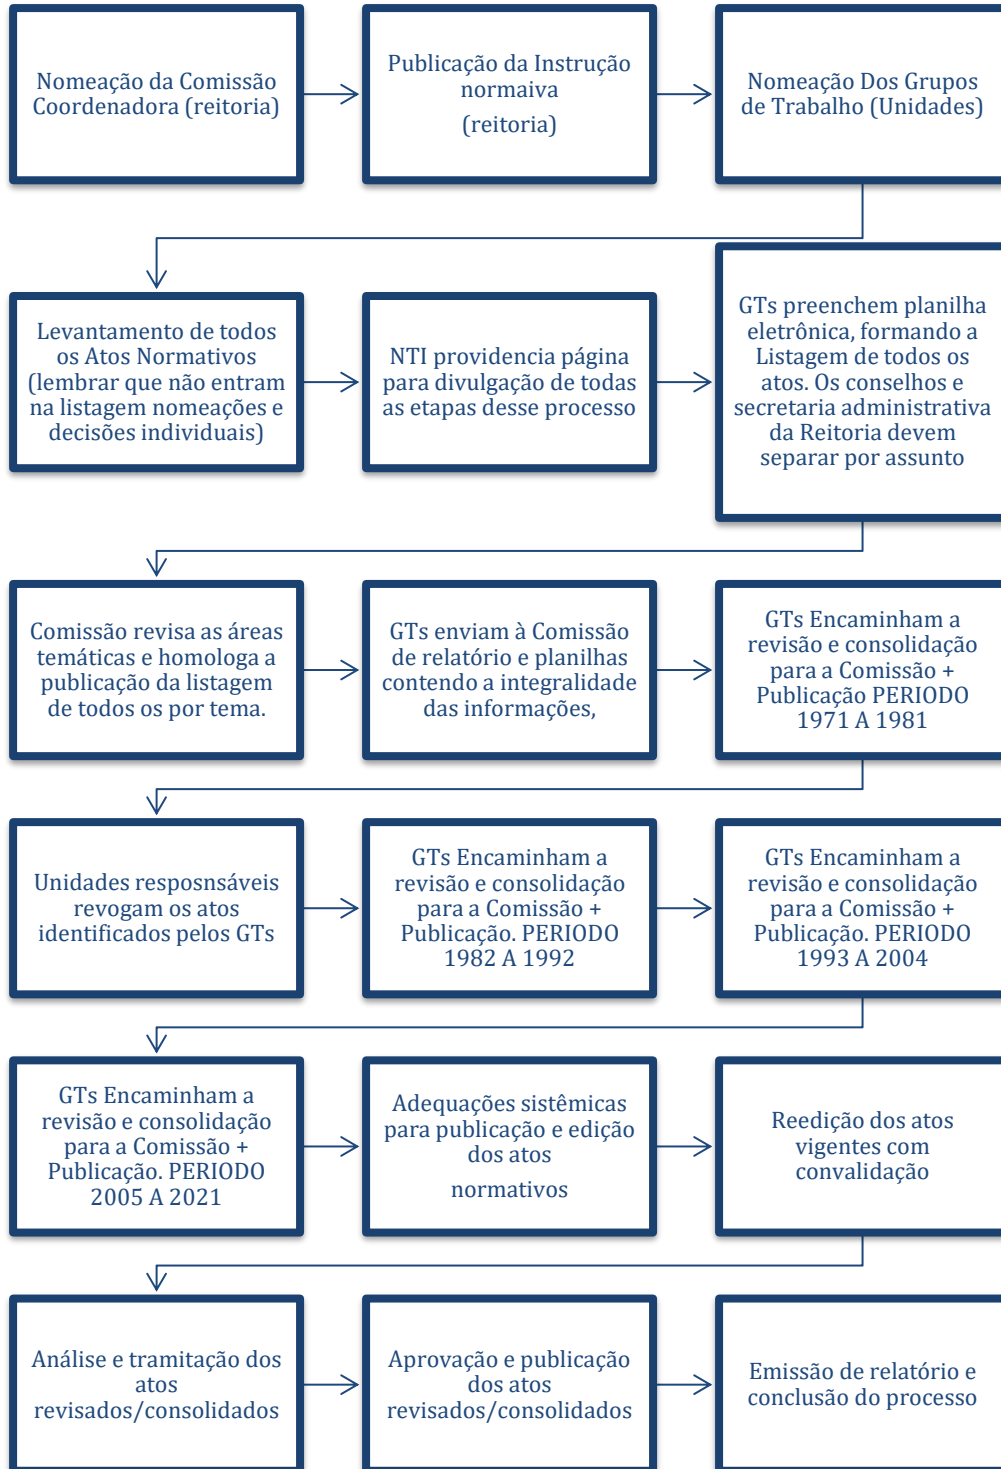 Nomeação da Comissão
Coordenadora (reitoria)
Publicação da Instrução
normaiva
(reitoria)
Nomeação Dos Grupos
de Trabalho (Unidades)
Levantamento de todos
os Atos Normativos
(lembrar que não entram
na listagem nomeações e
decisões individuais)
NTI providencia página
para divulgação de todas
as etapas desse processo
GTs preenchem planilha
eletrônica, formando a
Listagem de todos os
atos. Os conselhos e
secretaria administrativa
da Reitoria devem
separar por assunto
Comissão revisa as áreas
temáticas e homologa a
publicação da listagem
de todos os por tema.
GTs enviam à Comissão
de relatório e planilhas
contendo a integralidade
das informações,
GTs Encaminham a
revisão e consolidação
para a Comissão +
Publicação PERIODO
1971 A 1981
Unidades resposnsáveis
revogam os atos
identificados pelos GTs
GTs Encaminham a
revisão e consolidação
para a Comissão +
Publicação. PERIODO
1982 A 1992
GTs Encaminham a
revisão e consolidação
para a Comissão +
Publicação. PERIODO
1993 A 2004
GTs Encaminham a
revisão e consolidação
para a Comissão +
Publicação. PERIODO
2005 A 2021
Adequações sistêmicas
para publicação e edição
dos atos
normativos
Reedição dos atos
vigentes com
convalidação
Análise e tramitação dos
atos
revisados/consolidados
Aprovação e publicação
dos atos
revisados/consolidados
Emissão de relatório e
conclusão do processo